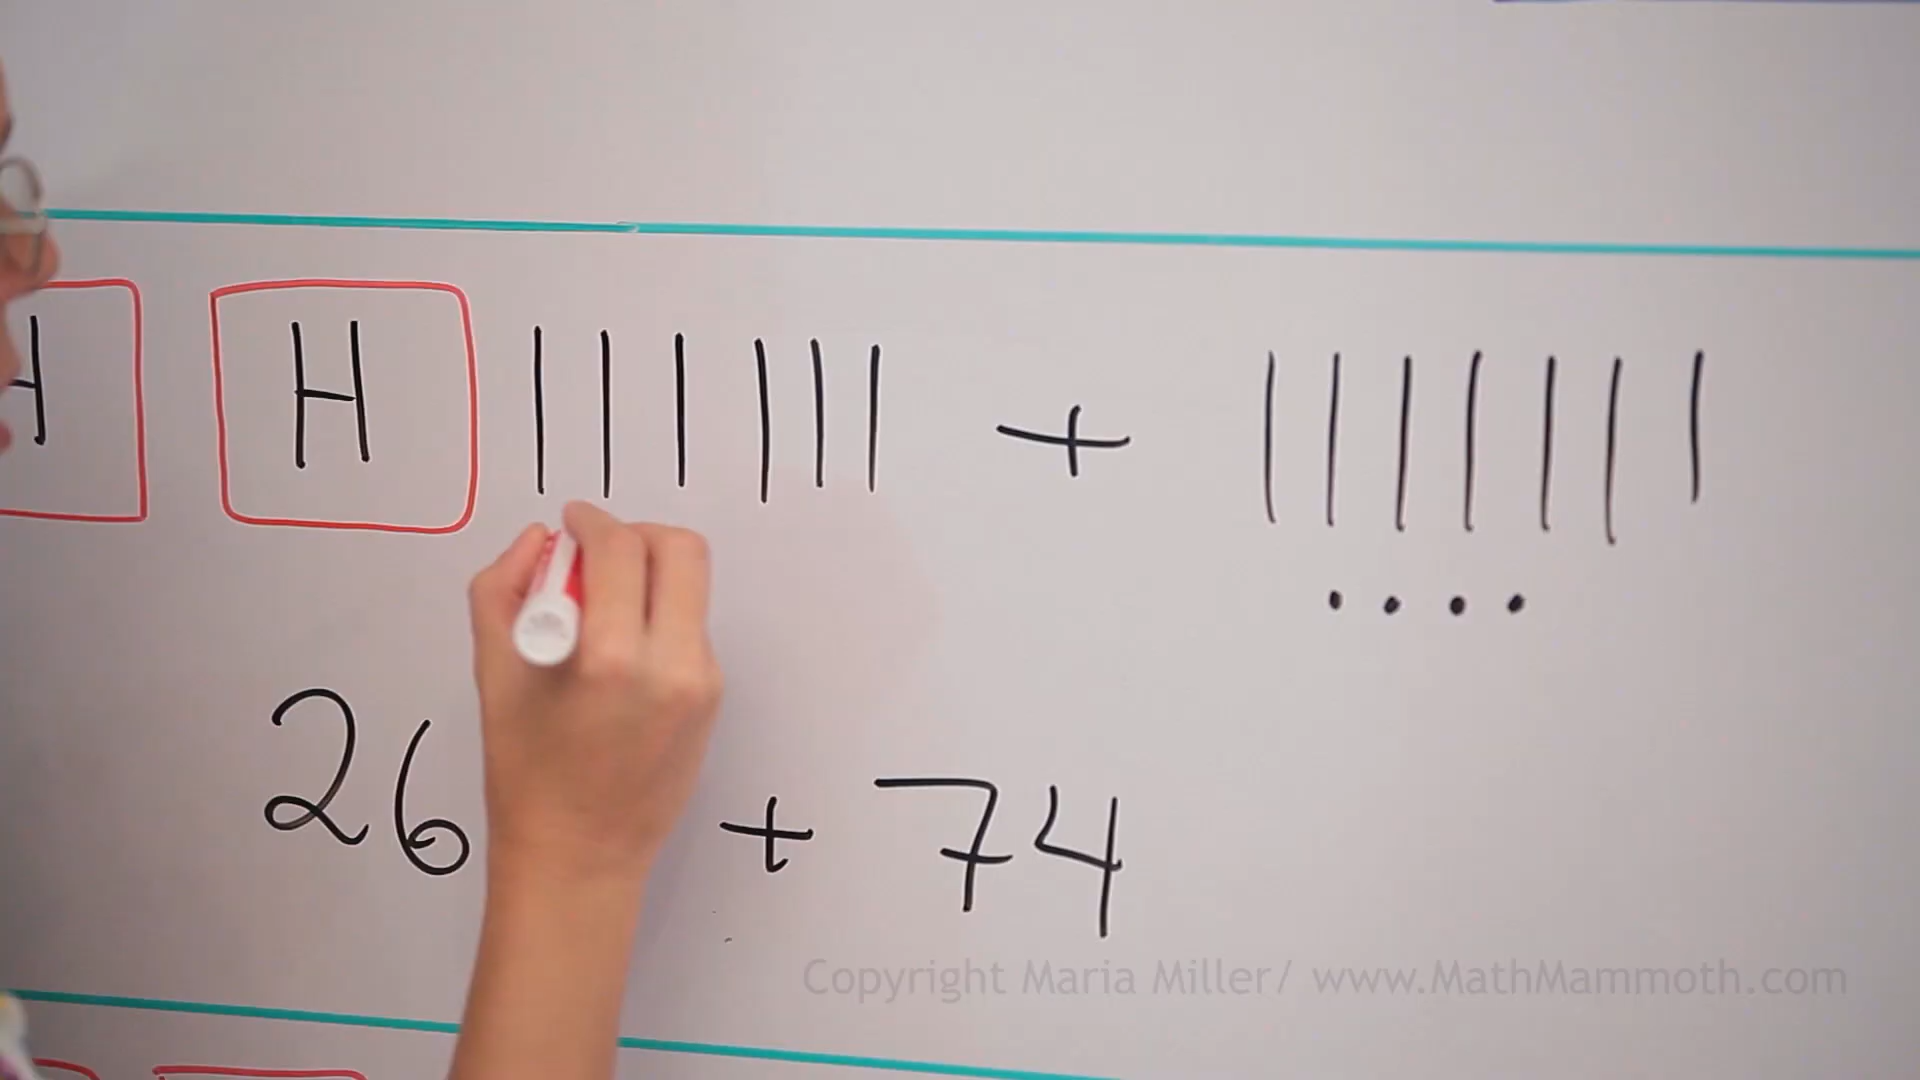 H H | | | | | | + | | | | | | |
• • • •
26 + 74
Copyright Maria Miller/ www.MathMammoth.com